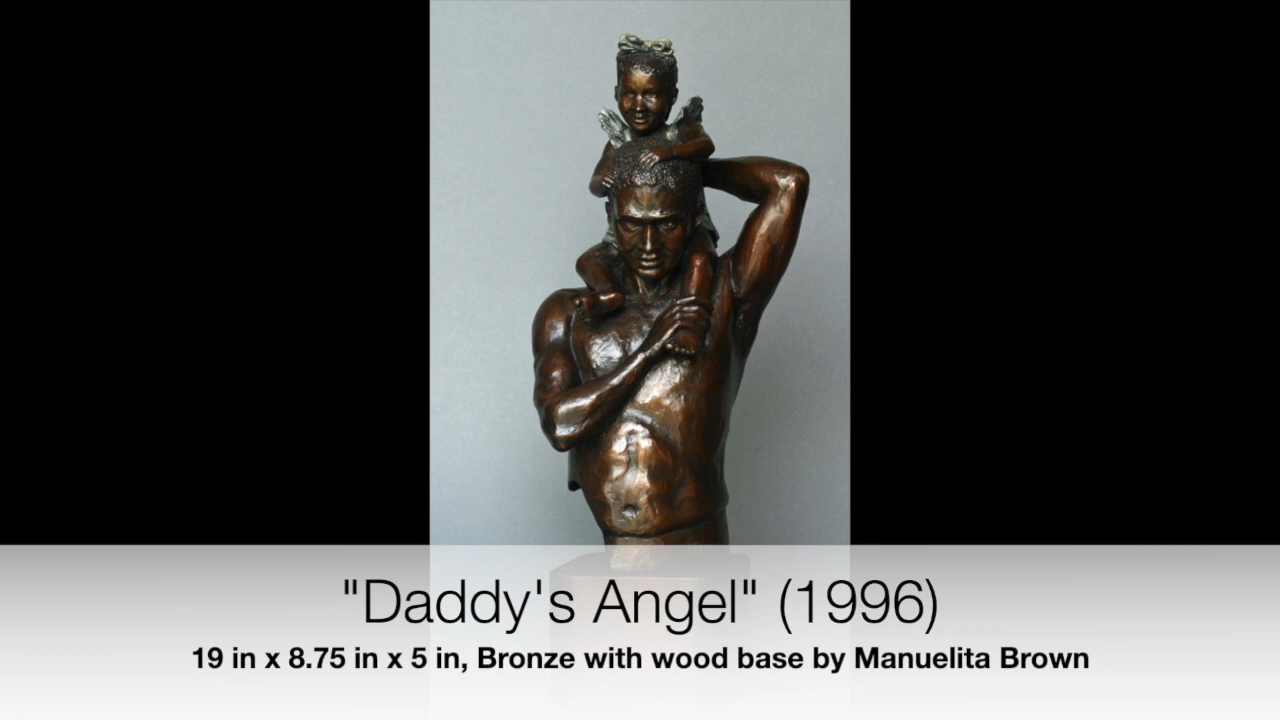 "Daddy's Angel" (1996)
19 in x 8.75 in x 5 in, Bronze with wood base by Manuelita Brown